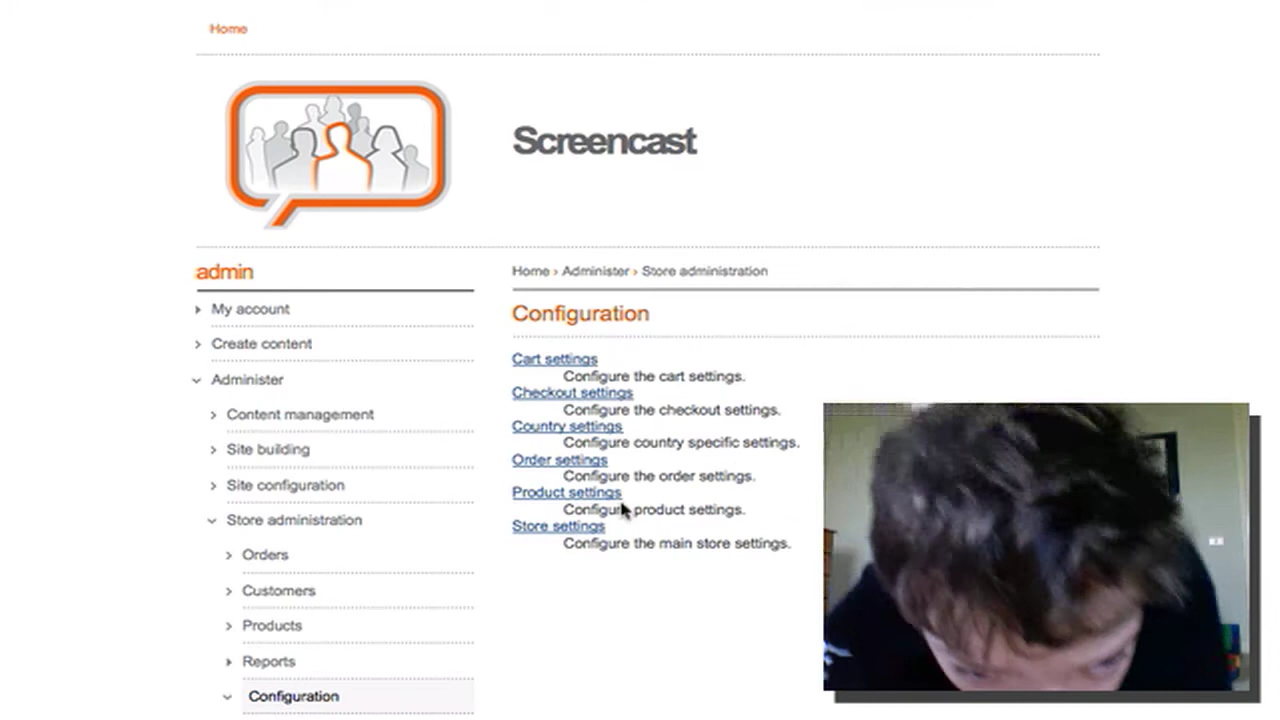 Home
Screencast
admin
My account
Create content
Administer
Content management
Site building
Site configuration
Store administration
Orders
Customers
Products
Reports
Configuration
Home › Administer › Store administration
Configuration
Cart settings
Configure the cart settings.
Checkout settings
Configure the checkout settings.
Country settings
Configure country specific settings.
Order settings
Configure the order settings.
Product settings
Configure product settings.
Store settings
Configure the main store settings.